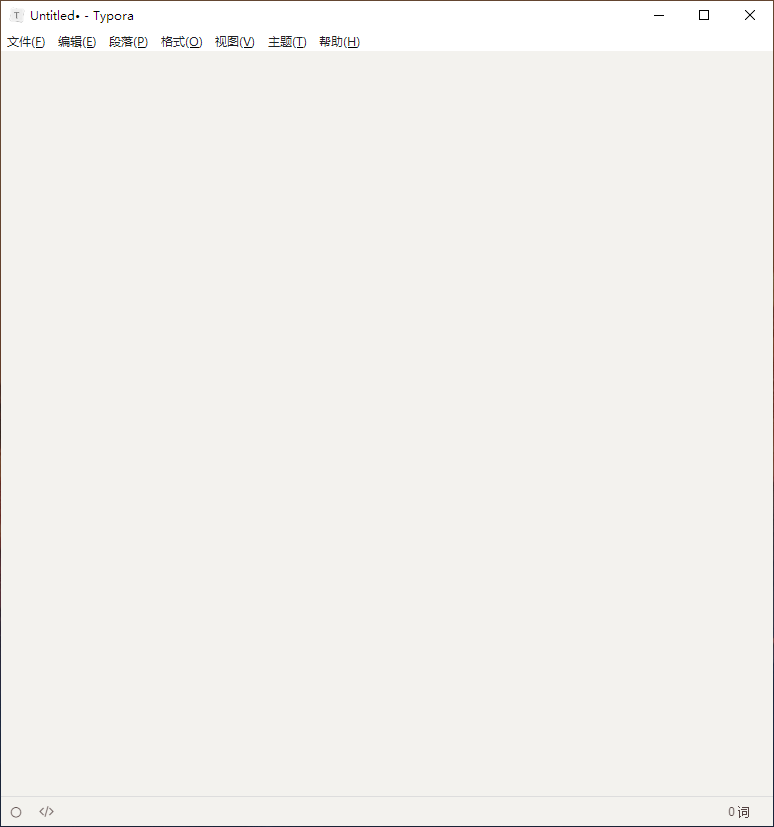 Untitled• - Typora
文件(F) 编辑(E) 段落(P) 格式(O) 视图(V) 主题(T) 帮助(H)
</> 0 词